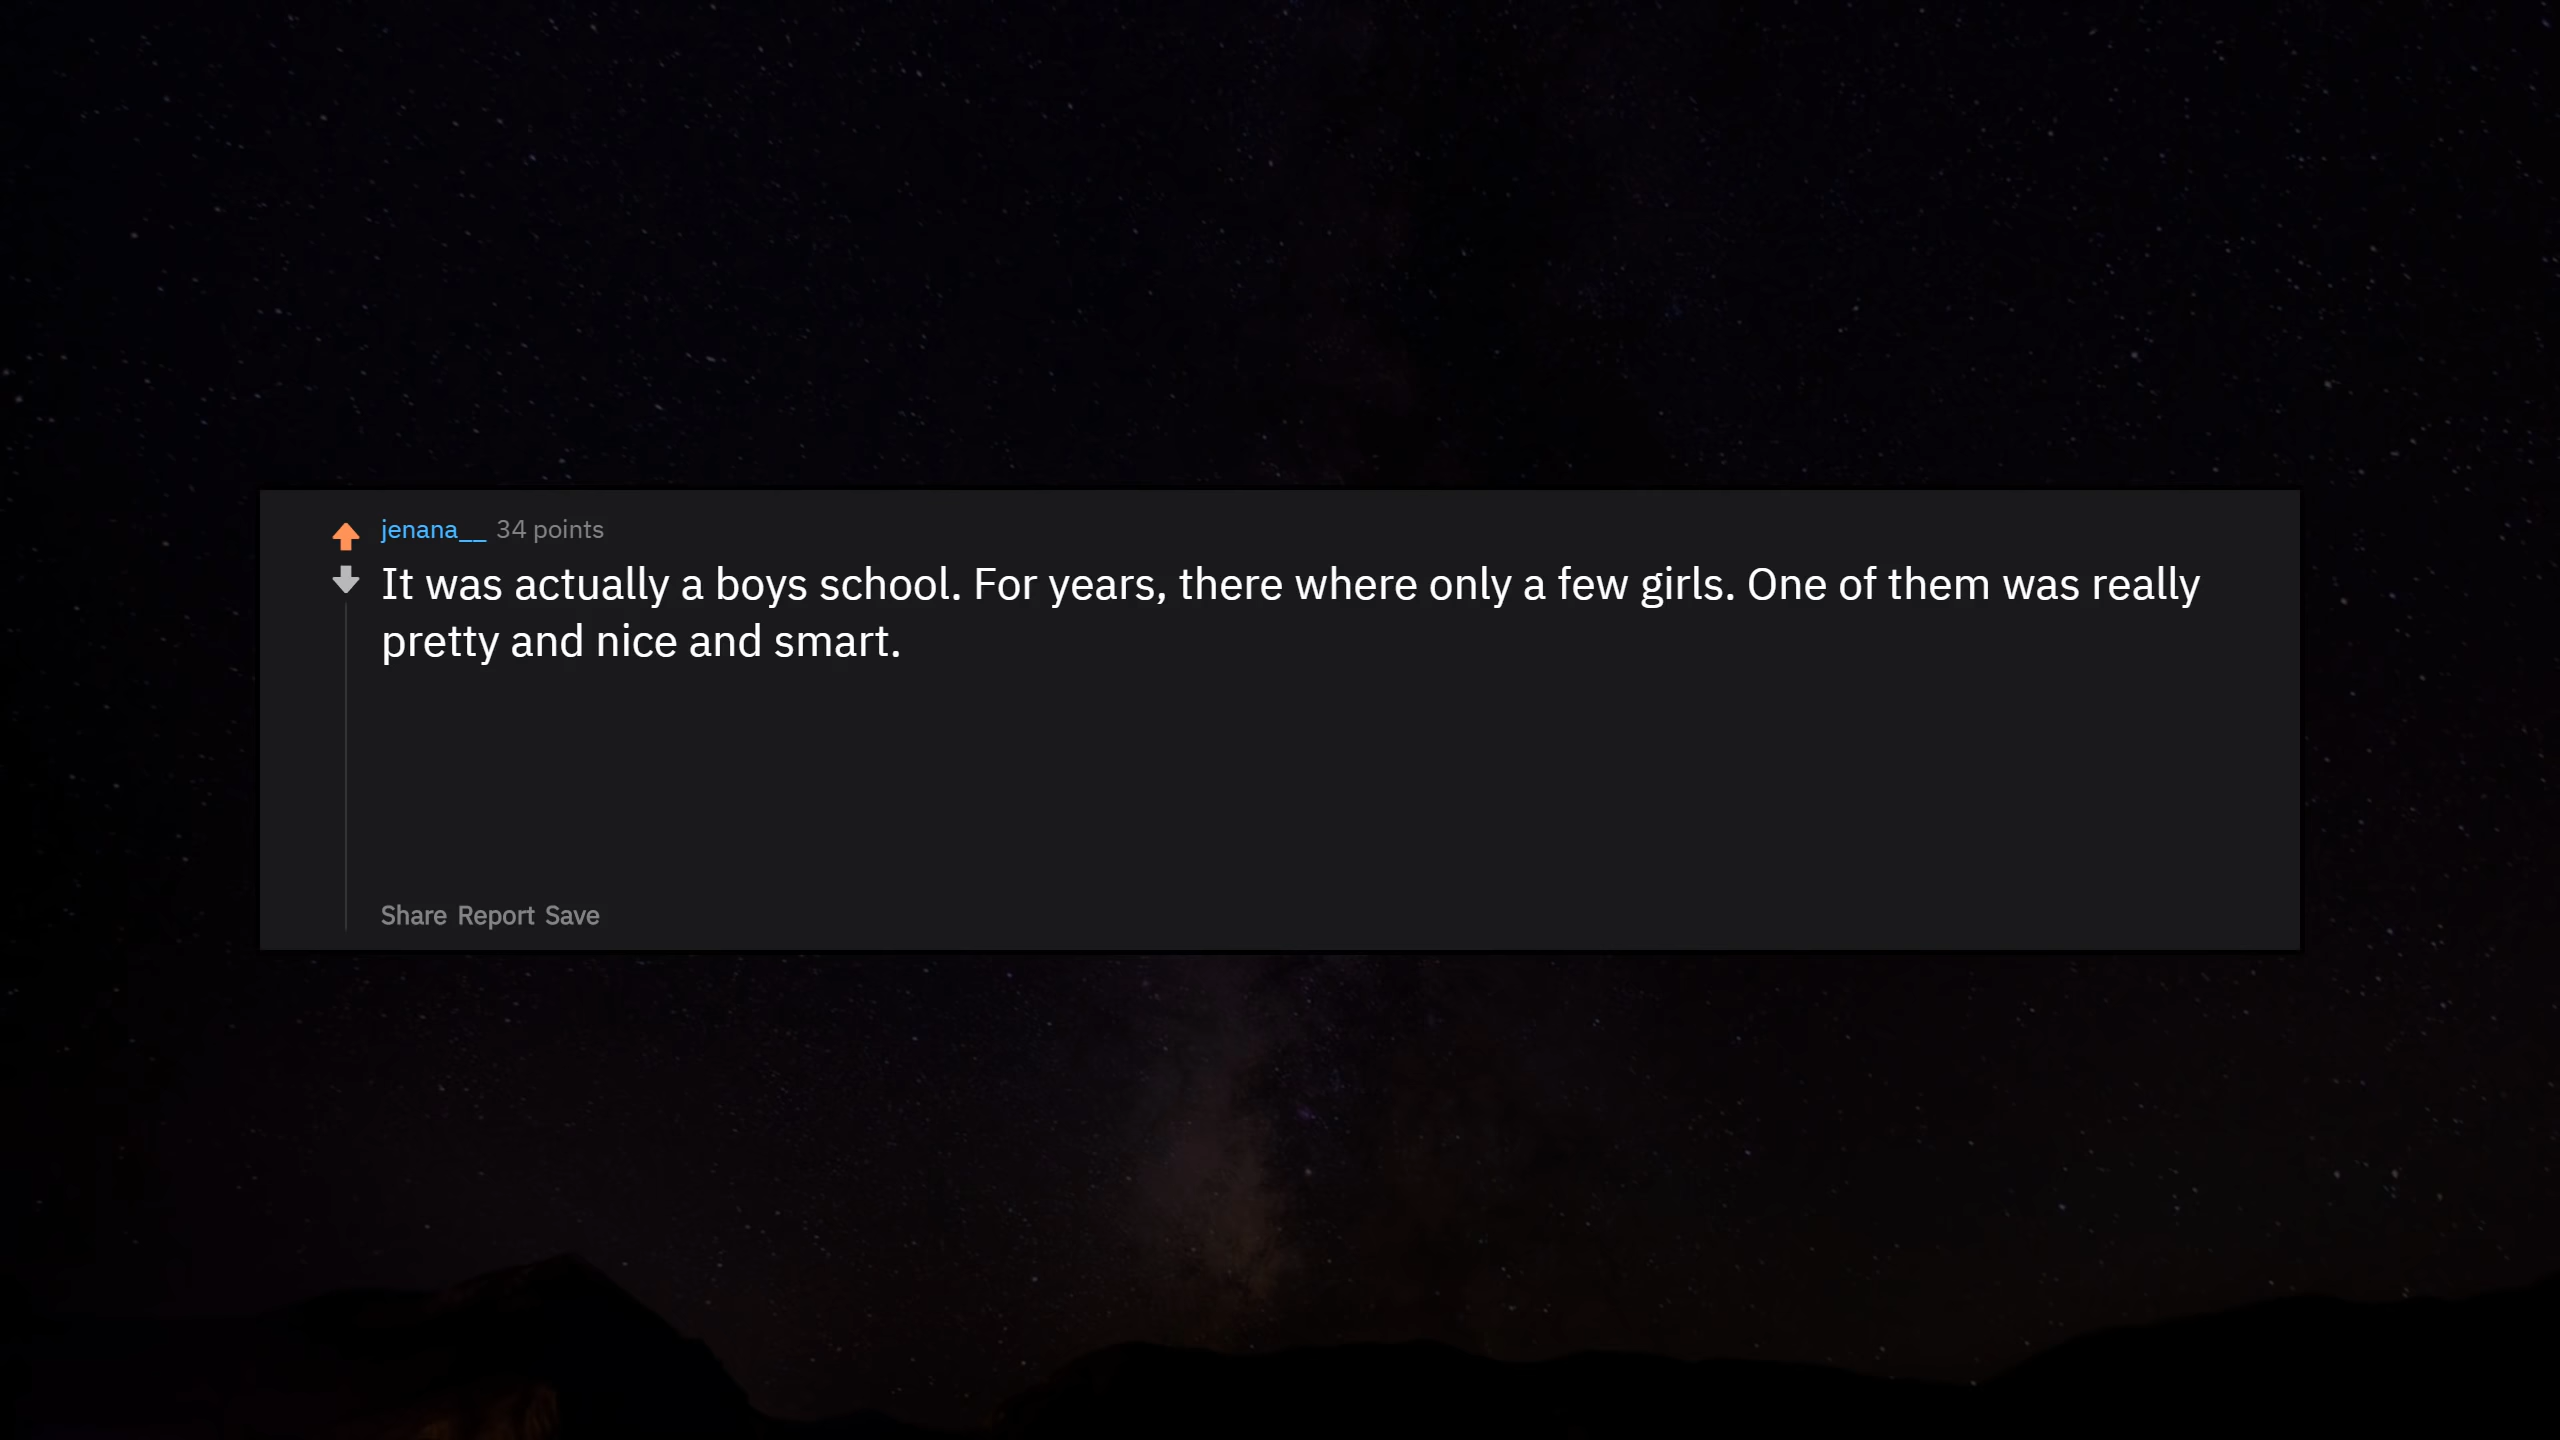 jenana__ 34 points
It was actually a boys school. For years, there where only a few girls. One of them was really
pretty and nice and smart.
Share Report Save